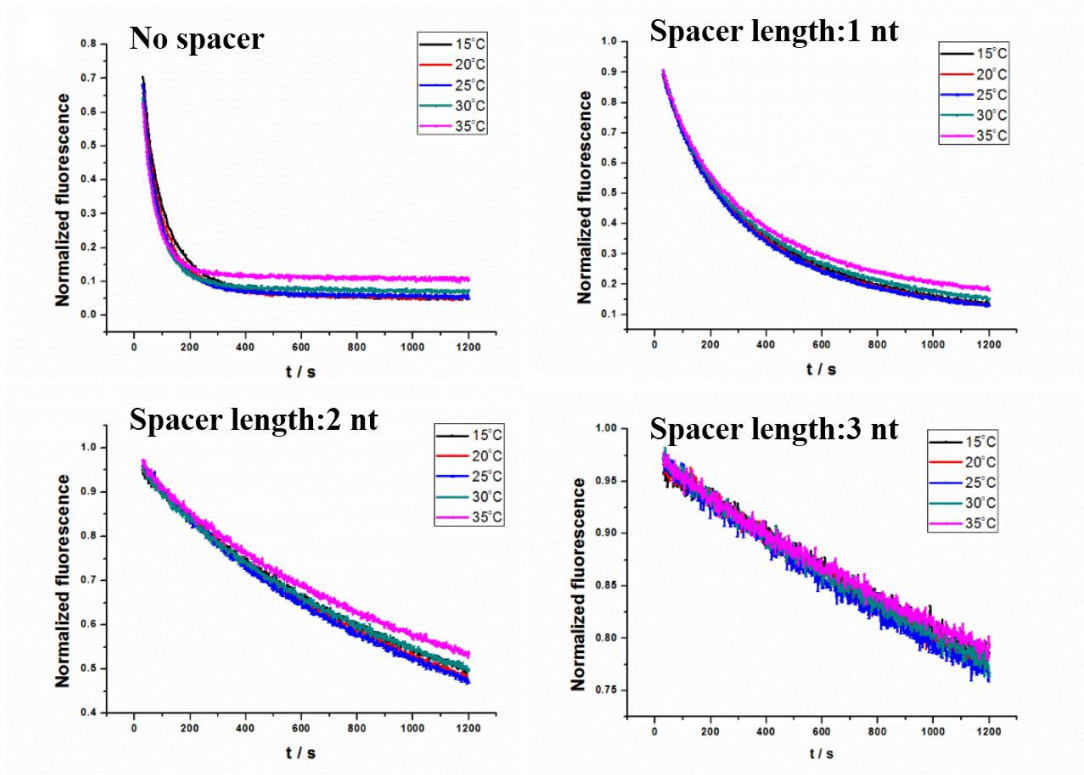 No spacer
15°C
20°C
25°C
30°C
35°C
0.8
0.7
0.6
0.5
0.4
0.3
0.2
0.1
0.0
Normalized fluorescence
0 200 400 600 800 1000 1200
t / s
Spacer length:1 nt
15°C
20°C
25°C
30°C
35°C
1.0
0.9
0.8
0.7
0.6
0.5
0.4
0.3
0.2
0.1
Normalized fluorescence
0 200 400 600 800 1000 1200
t / s
Spacer length:2 nt
15°C
20°C
25°C
30°C
35°C
1.0
0.9
0.8
0.7
0.6
0.5
0.4
Normalized fluorescence
0 200 400 600 800 1000 1200
t / s
Spacer length:3 nt
15°C
20°C
25°C
30°C
35°C
1.00
0.95
0.90
0.85
0.80
0.75
Normalized fluorescence
0 200 400 600 800 1000 1200
t / s